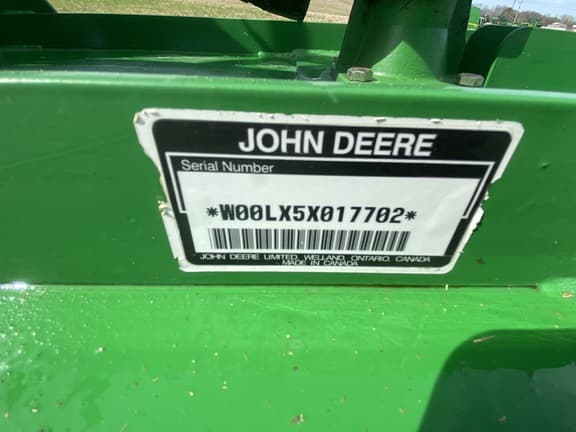 JOHN DEERE
Serial Number
*W00LX5X017702*
JOHN DEERE LIMITED, WELLAND, ONTARIO, CANADA
MADE IN CANADA